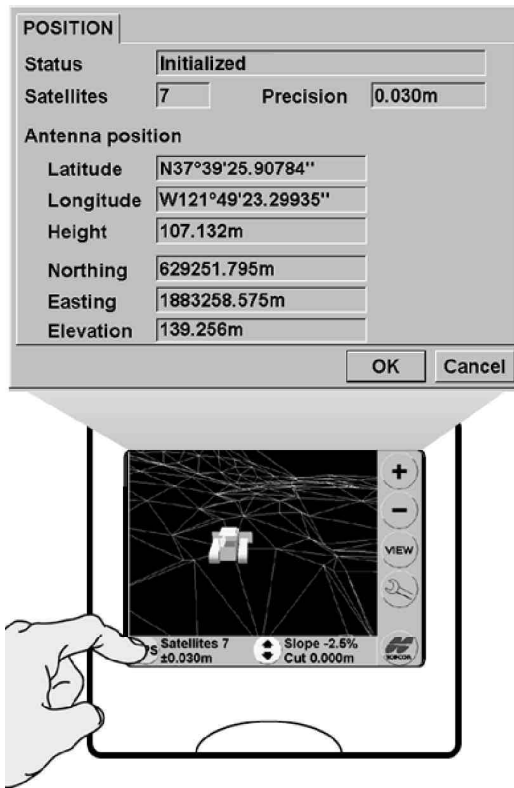 POSITION
Status Initialized
Satellites 7 Precision 0.030m
Antenna position
Latitude N37°39'25.90784"
Longitude W121°49'23.29935"
Height 107.132m
Northing 629251.795m
Easting 1883258.575m
Elevation 139.256m
OK Cancel
+
−
VIEW
S Satellites 7 Slope -2.5%
±0.030m Cut 0.000m
TOPCON